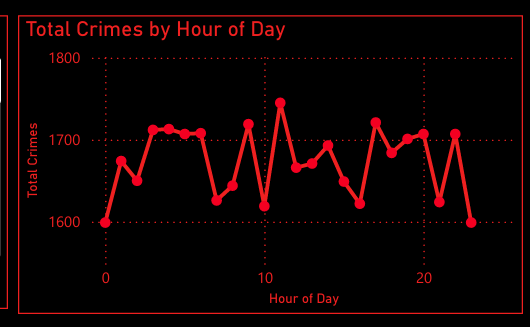 Total Crimes by Hour of Day
1800
1700
1600
Total Crimes
0 10 20
Hour of Day